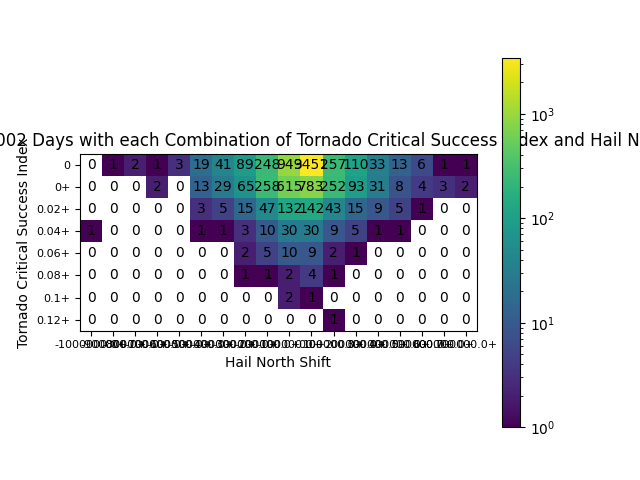 002 Days with each Combination of Tornado Critical Success Index and Hail N
Tornado Critical Success Index
0 0 1 2 1 3 19 41 89 248 949 3451 257 110 33 13 6 1 1
0+ 0 0 0 2 0 13 29 65 258 615 783 252 93 31 8 4 3 2
0.02+ 0 0 0 0 0 3 5 15 47 132 142 43 15 9 5 1 0 0
0.04+ 1 0 0 0 0 1 1 3 10 30 30 9 5 1 1 0 0 0
0.06+ 0 0 0 0 0 0 0 2 5 10 9 2 1 0 0 0 0 0
0.08+ 0 0 0 0 0 0 0 1 1 2 4 1 0 0 0 0 0 0
0.1+ 0 0 0 0 0 0 0 0 0 2 1 0 0 0 0 0 0 0
0.12+ 0 0 0 0 0 0 0 0 0 0 0 1 0 0 0 0 0 0
Hail North Shift
10³
10²
10¹
10⁰